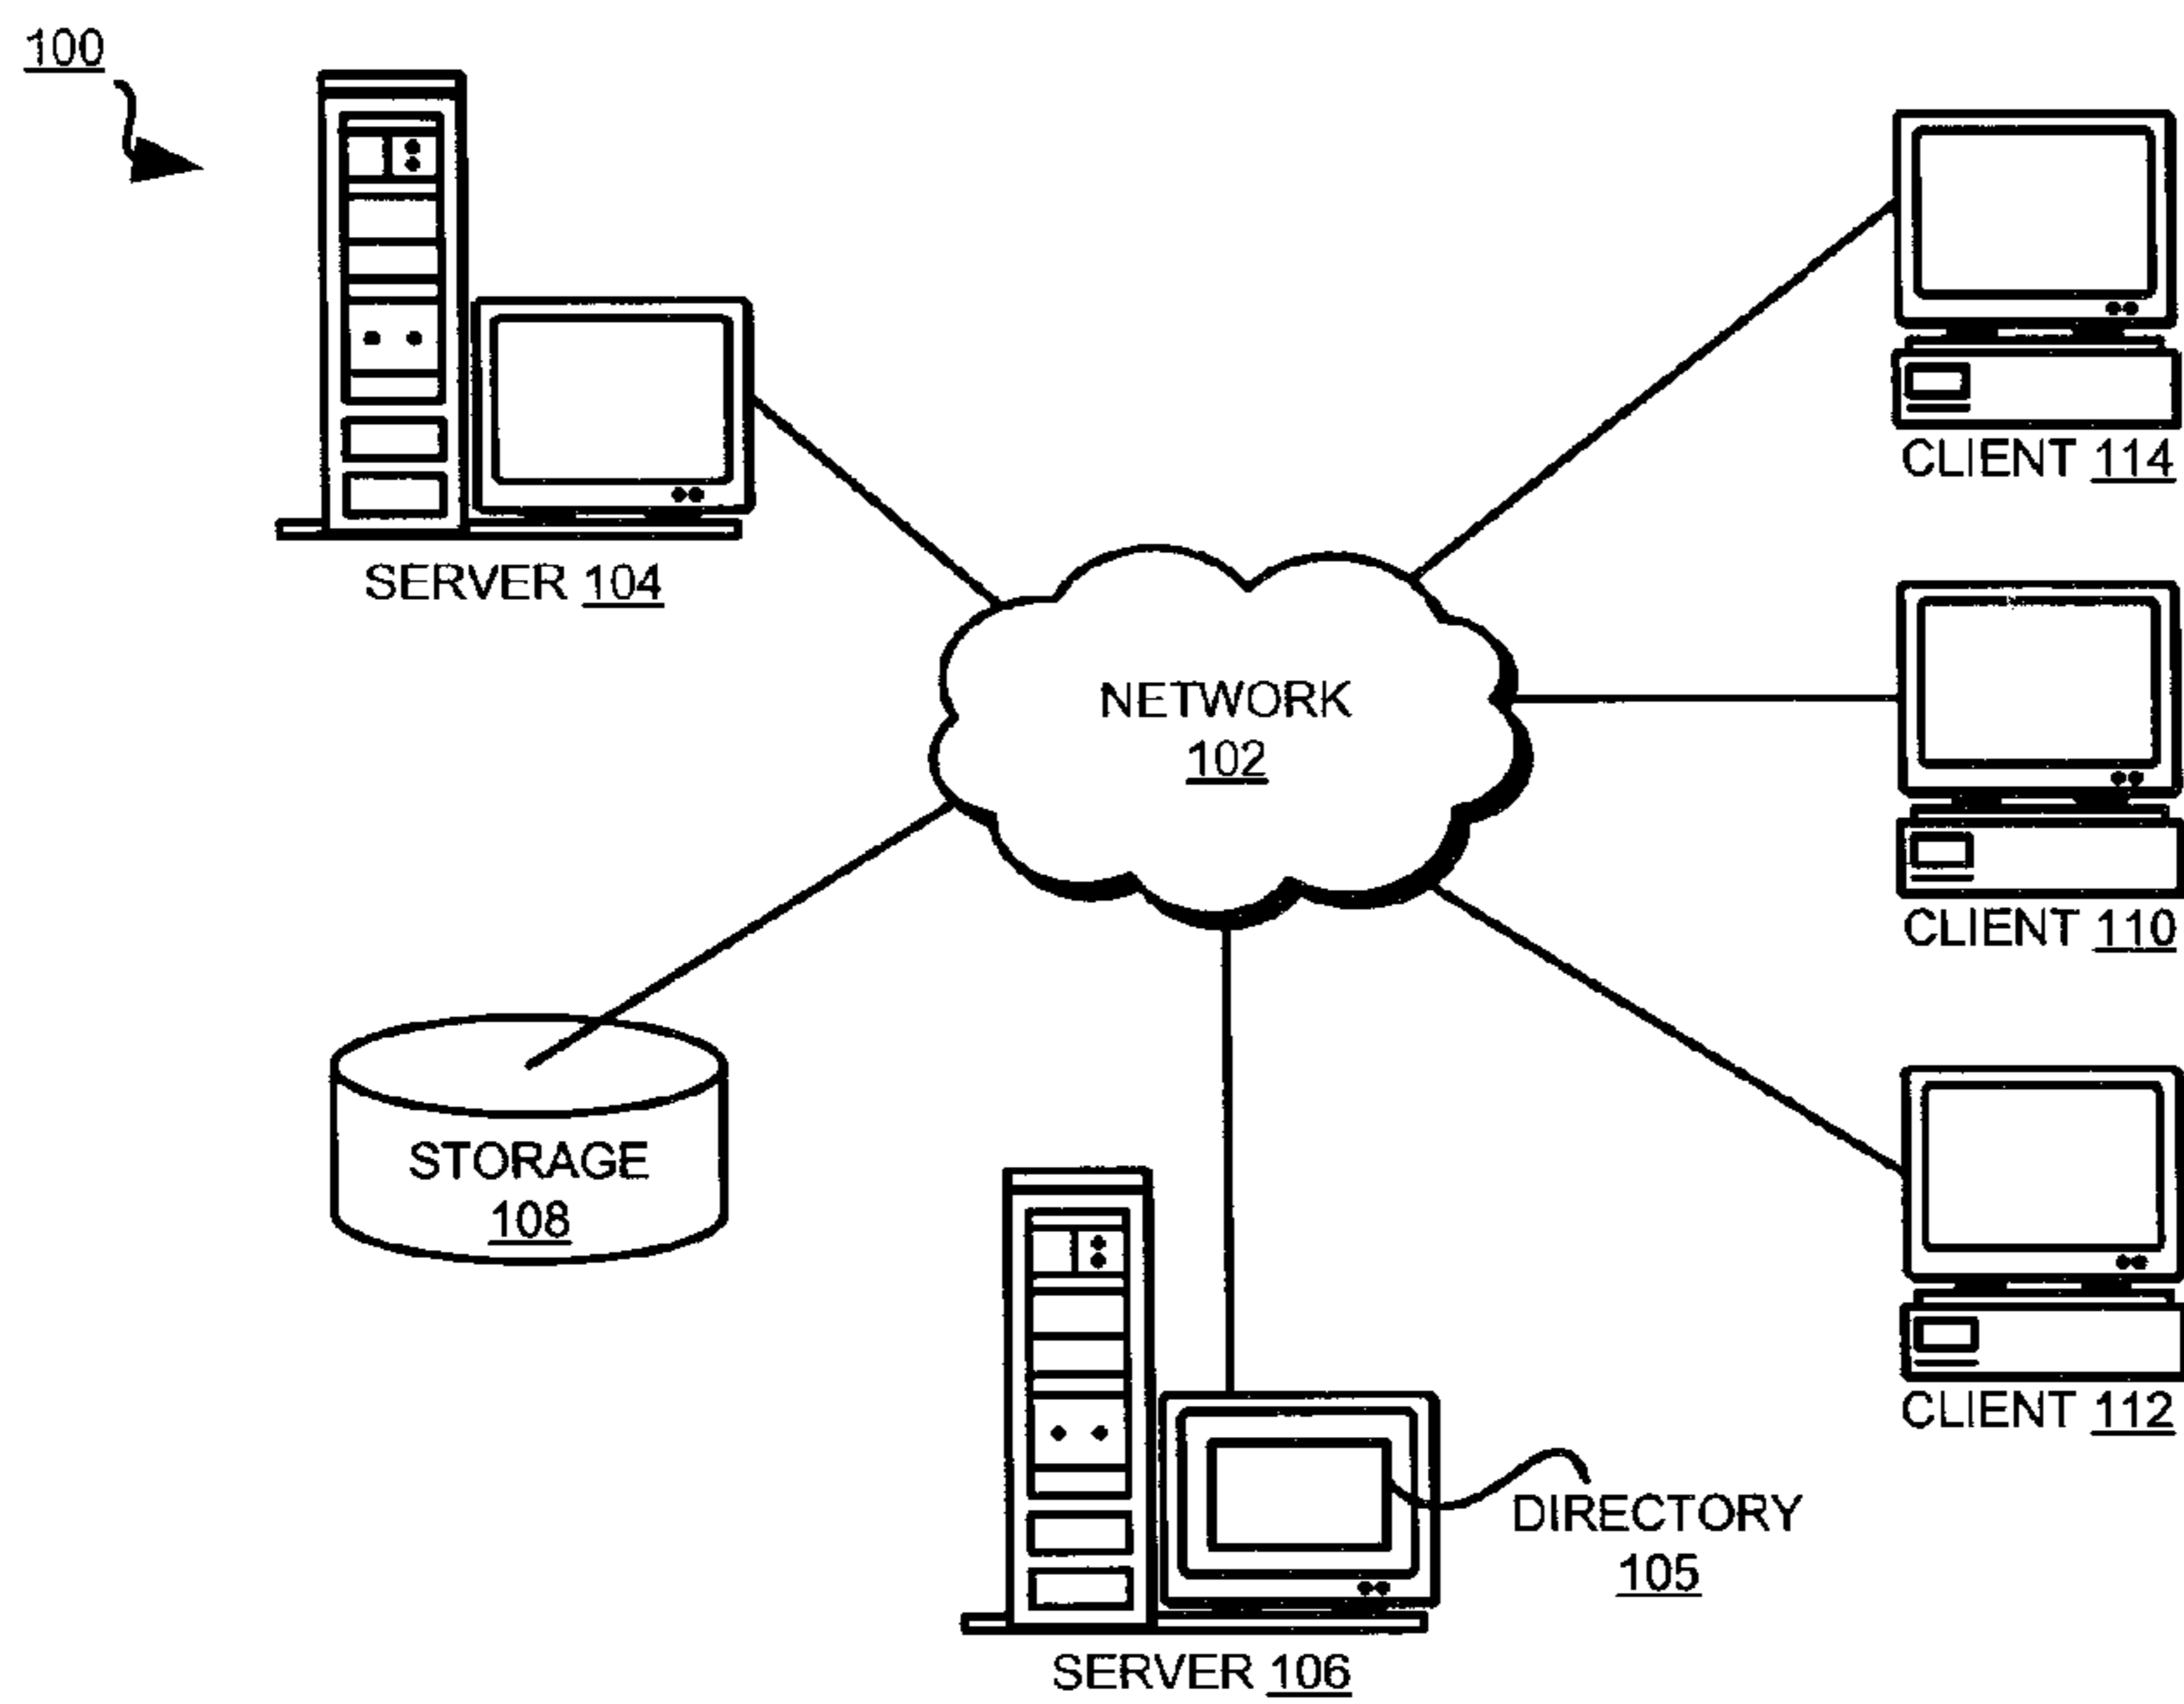 100
SERVER 104
CLIENT 114
NETWORK
102
CLIENT 110
STORAGE
108
CLIENT 112
DIRECTORY
105
SERVER 106